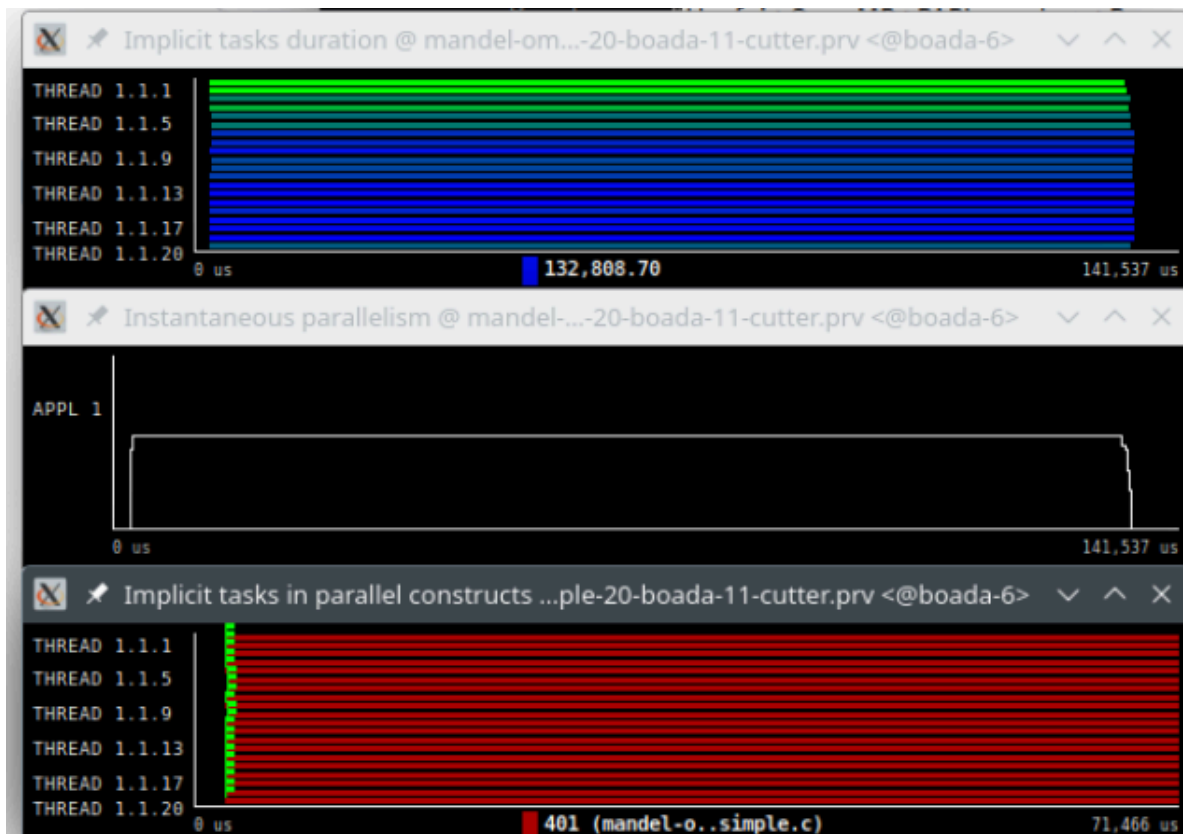 Implicit tasks duration @ mandel-om...-20-boada-11-cutter.prv <@boada-6>
THREAD 1.1.1
THREAD 1.1.5
THREAD 1.1.9
THREAD 1.1.13
THREAD 1.1.17
THREAD 1.1.20
0 us 132,808.70 141,537 us
Instantaneous parallelism @ mandel-...-20-boada-11-cutter.prv <@boada-6>
APPL 1
0 us 141,537 us
Implicit tasks in parallel constructs ...ple-20-boada-11-cutter.prv <@boada-6>
THREAD 1.1.1
THREAD 1.1.5
THREAD 1.1.9
THREAD 1.1.13
THREAD 1.1.17
THREAD 1.1.20
0 us 401 (mandel-o..simple.c) 71,466 us